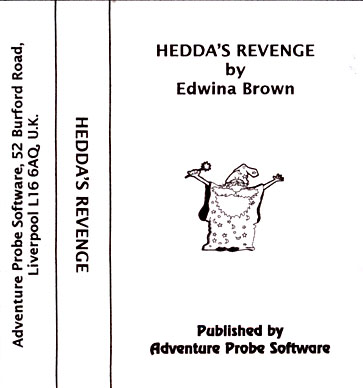 Adventure Probe Software, 52 Burford Road,
Liverpool L16 6AQ, U.K.
HEDDA'S REVENGE
HEDDA'S REVENGE
by
Edwina Brown
Published by
Adventure Probe Software